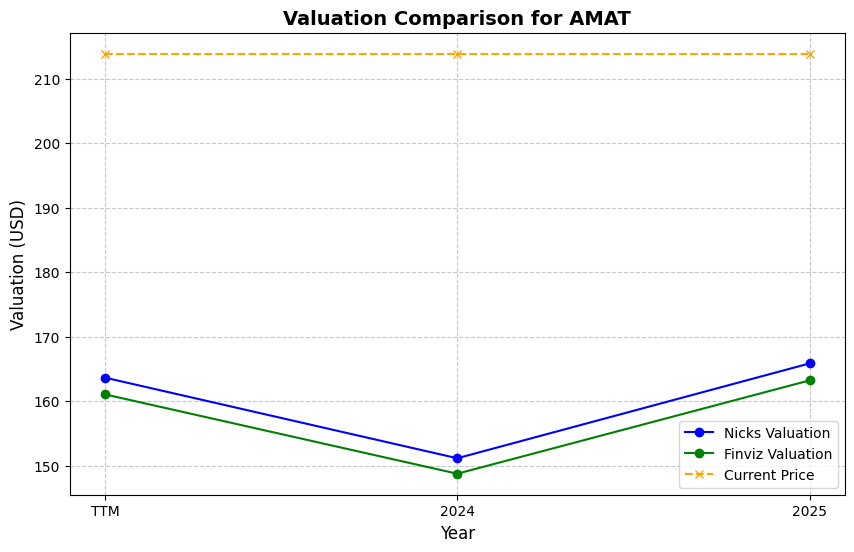 Valuation Comparison for AMAT
Valuation (USD)
210
200
190
180
170
160
150
TTM
2024
2025
Year
Nicks Valuation
Finviz Valuation
Current Price